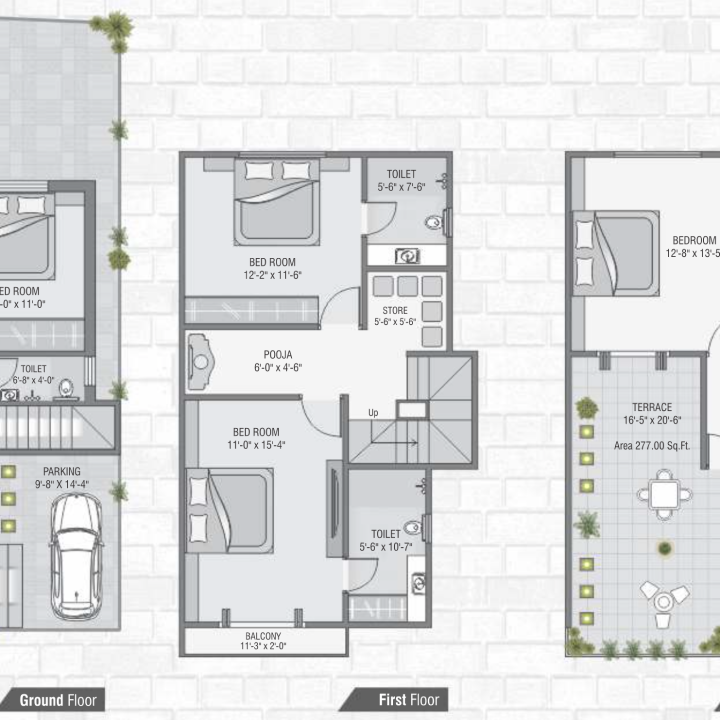 ED ROOM
-0" x 11'-0"
TOILET
6'-8" x 4'-0"
PARKING
9'-8" X 14'-4"
Ground Floor
TOILET
5'-6" x 7'-6"
BED ROOM
12'-2" x 11'-6"
STORE
5'-6" x 5'-6"
POOJA
6'-0" x 4'-6"
Up
BED ROOM
11'-0" x 15'-4"
TOILET
5'-6" x 10'-7"
BALCONY
11'-3" x 2'-0"
First Floor
BEDROOM
12'-8" x 13'-5
TERRACE
16'-5" x 20'-6"
Area 277.00 Sq.Ft.